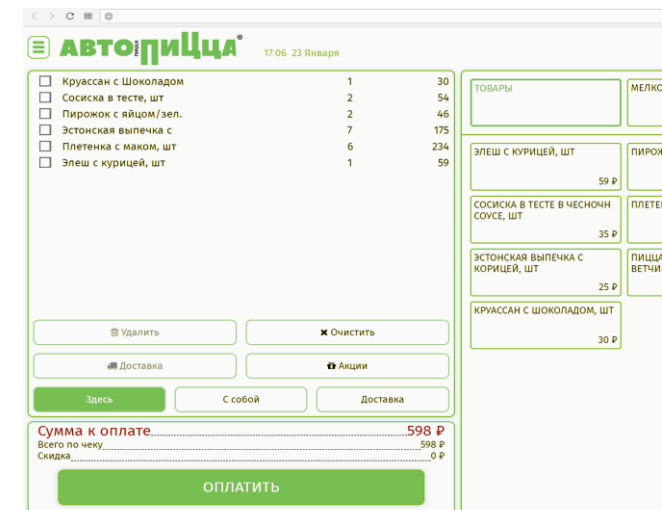 АВТОПИЦЦА®
ПИЦЦА
17:06 23 Января
Круассан с Шоколадом 1 30
Сосиска в тесте, шт 2 54
Пирожок с яйцом/зел. 2 46
Эстонская выпечка с 7 175
Плетенка с маком, шт 6 234
Элеш с курицей, шт 1 59
Удалить
Очистить
Доставка
Акции
Здесь
С собой
Доставка
Сумма к оплате 598 ₽
Всего по чеку 598 ₽
Скидка 0 ₽
ОПЛАТИТЬ
ТОВАРЫ
МЕЛКО
ЭЛЕШ С КУРИЦЕЙ, ШТ
59 ₽
ПИРОЖ
СОСИСКА В ТЕСТЕ В ЧЕСНОЧН
СОУСЕ, ШТ
35 ₽
ПЛЕТЕ
ЭСТОНСКАЯ ВЫПЕЧКА С
КОРИЦЕЙ, ШТ
25 ₽
ПИЦЦА
ВЕТЧИ
КРУАССАН С ШОКОЛАДОМ, ШТ
30 ₽